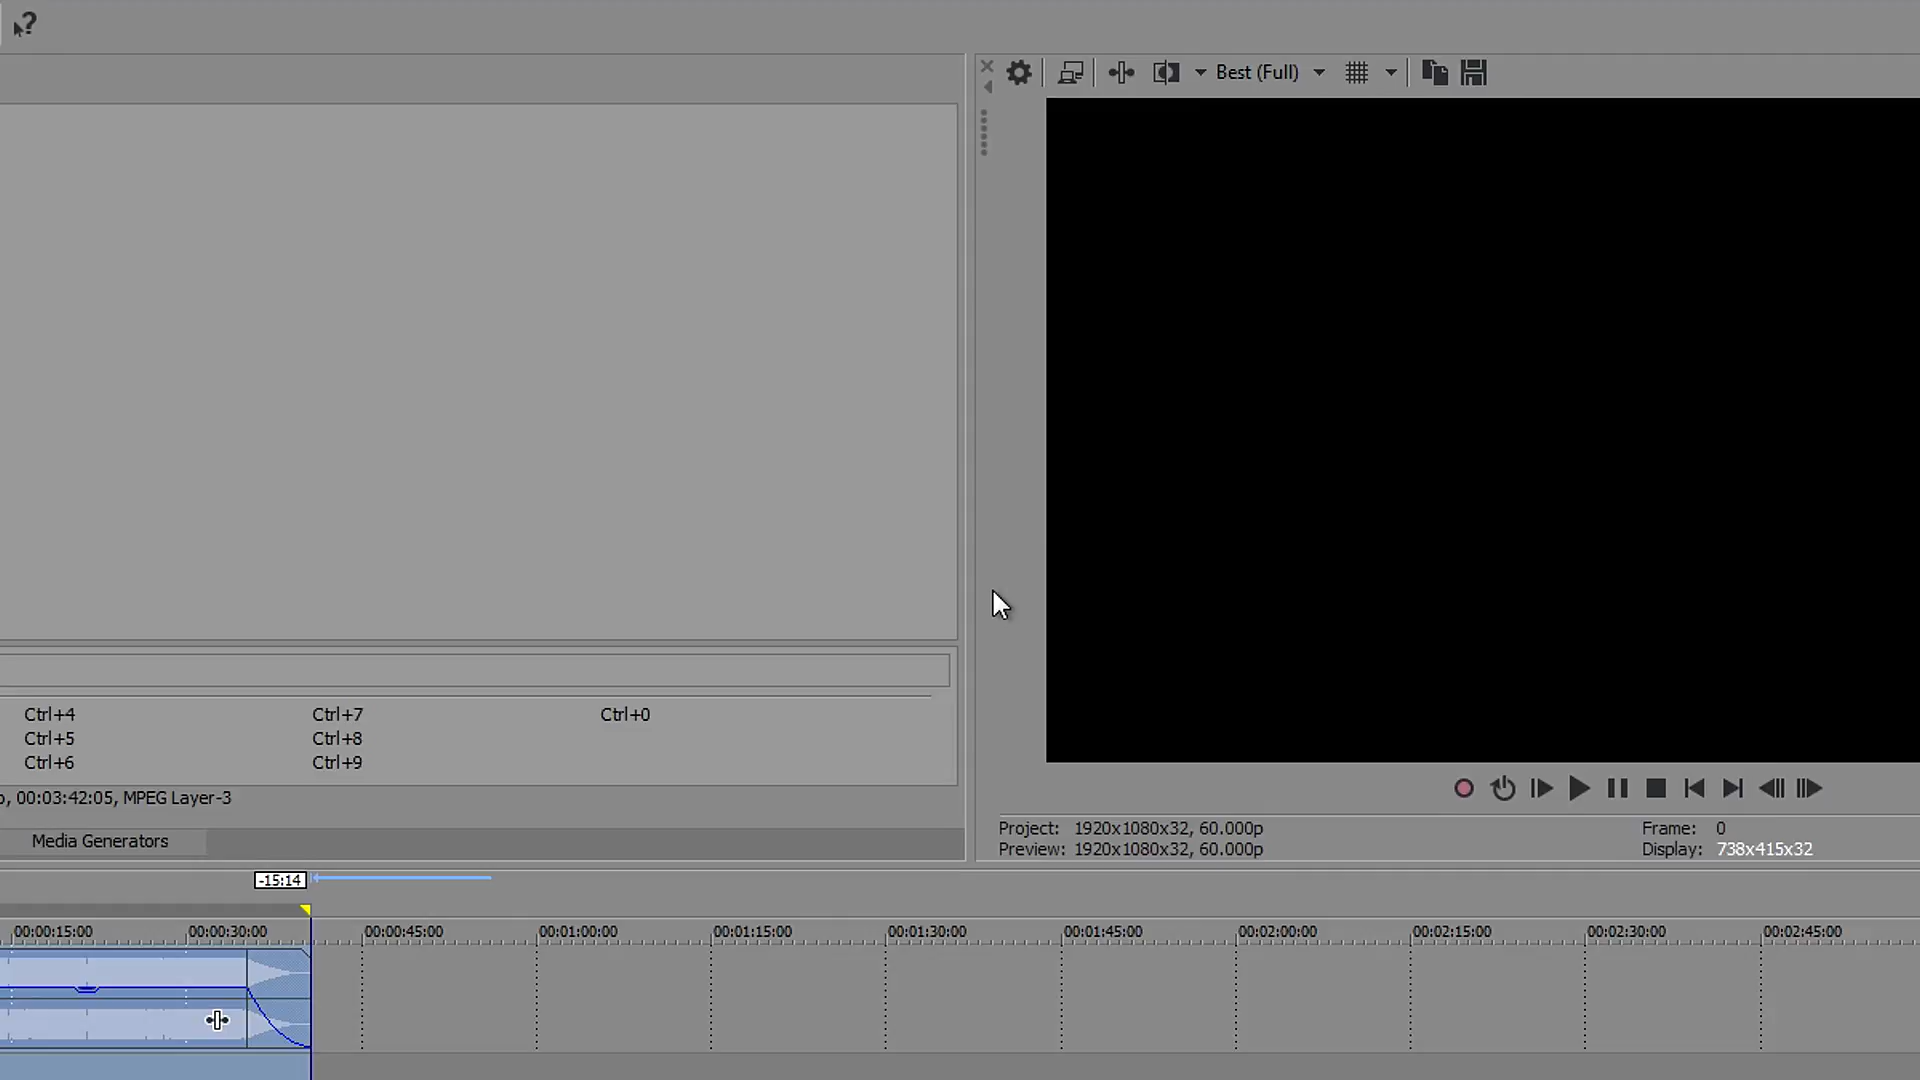 Best (Full)
Ctrl+4 Ctrl+7 Ctrl+0
Ctrl+5 Ctrl+8
Ctrl+6 Ctrl+9
, 00:03:42:05, MPEG Layer-3
Media Generators
Project: 1920x1080x32, 60.000p
Preview: 1920x1080x32, 60.000p
Frame: 0
Display: 738x415x32
-15:14
00:00:15:00 00:00:30:00 00:00:45:00 00:01:00:00 00:01:15:00 00:01:30:00 00:01:45:00 00:02:00:00 00:02:15:00 00:02:30:00 00:02:45:00